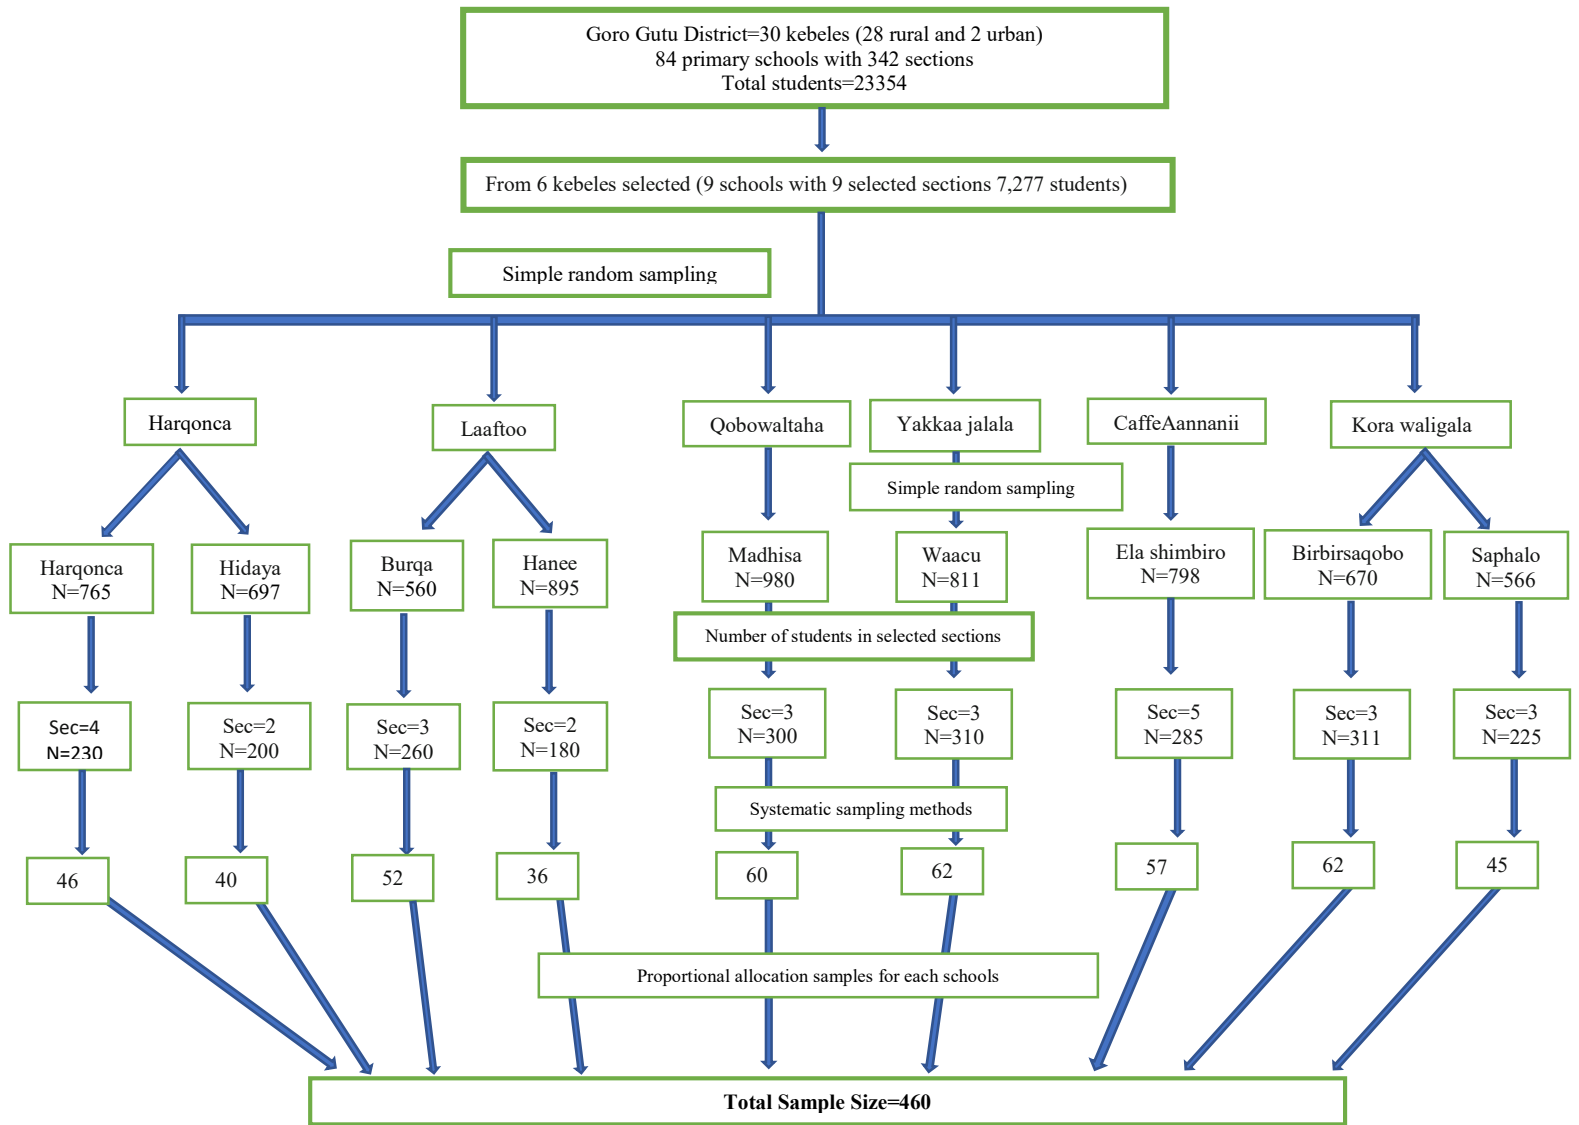 Goro Gutu District=30 kebeles (28 rural and 2 urban)
84 primary schools with 342 sections
Total students=23354
From 6 kebeles selected (9 schools with 9 selected sections 7,277 students)
Simple random sampling
Harqonca
Laaftoo
Qobowaltaha
Yakkaa jalala
CaffeAannanii
Kora waligala
Simple random sampling
Harqonca
N=765
Hidaya
N=697
Burqa
N=560
Hanee
N=895
Madhisa
N=980
Waacu
N=811
Ela shimbiro
N=798
Birbirsaqobo
N=670
Saphalo
N=566
Number of students in selected sections
Sec=4
N=230
Sec=2
N=200
Sec=3
N=260
Sec=2
N=180
Sec=3
N=300
Sec=3
N=310
Sec=5
N=285
Sec=3
N=311
Sec=3
N=225
Systematic sampling methods
46
40
52
36
60
62
57
62
45
Proportional allocation samples for each schools
Total Sample Size=460